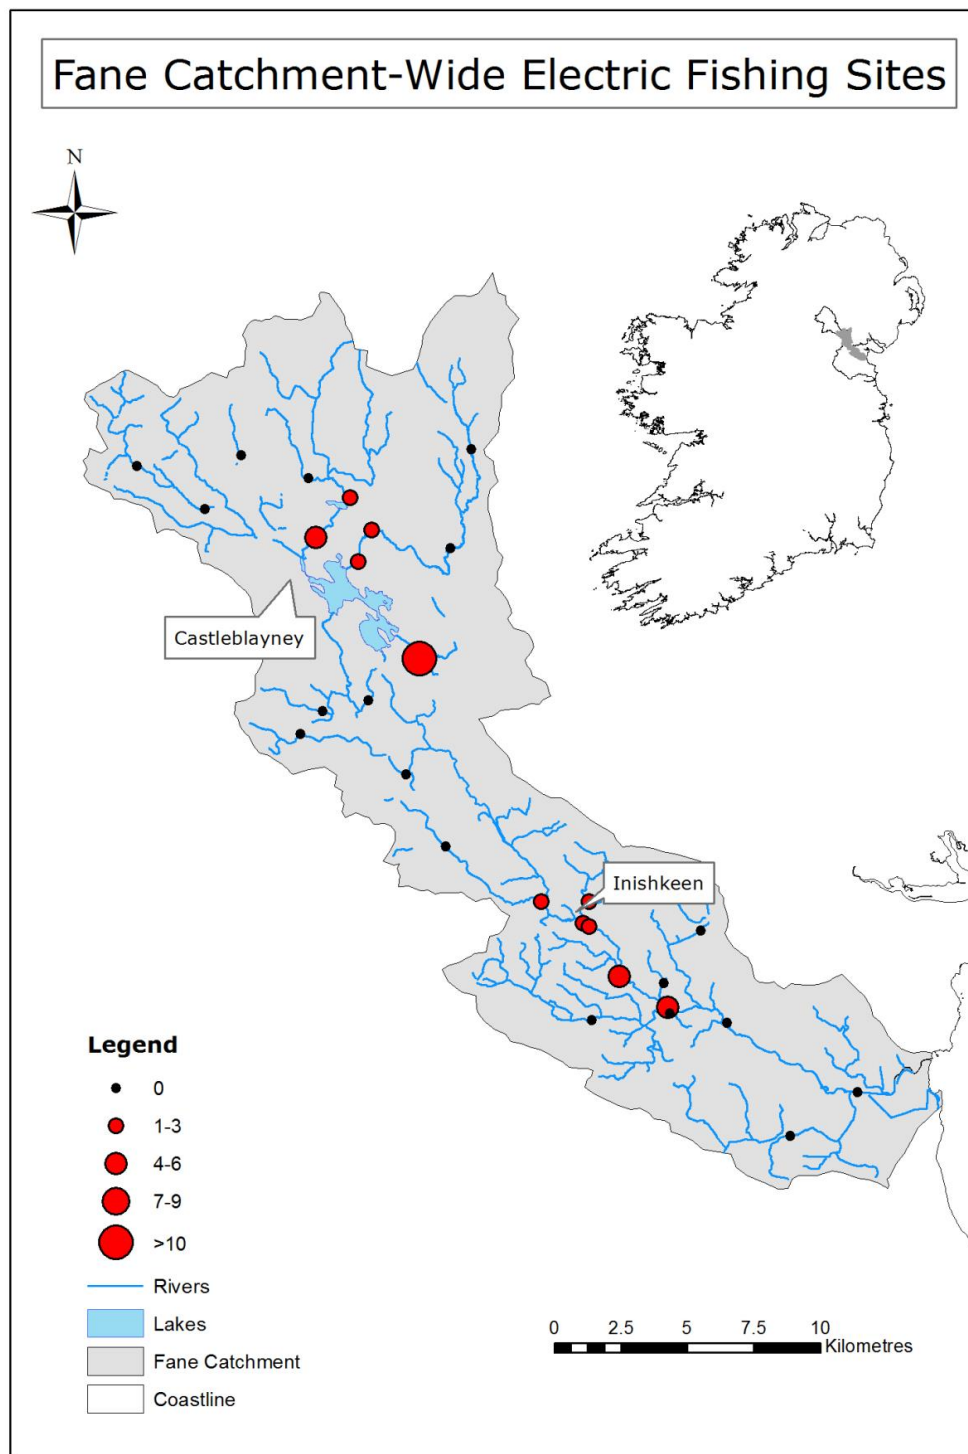 Fane Catchment-Wide Electric Fishing Sites
N
Castleblayney
Inishkeen
Legend
0
1-3
4-6
7-9
>10
Rivers
Lakes
Fane Catchment
Coastline
0 2.5 5 7.5 10
Kilometres